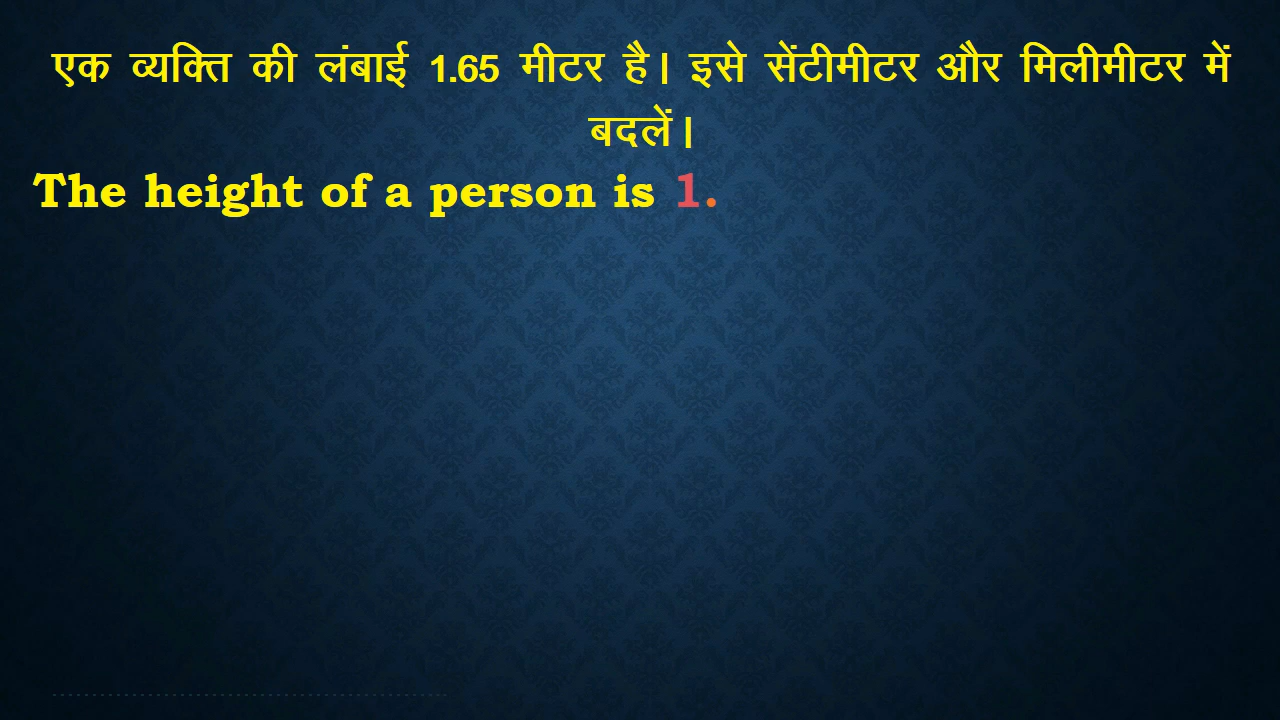 एक व्यक्ति की लंबाई 1.65 मीटर है। इसे सेंटीमीटर और मिलीमीटर में
बदलें।
The height of a person is 1.